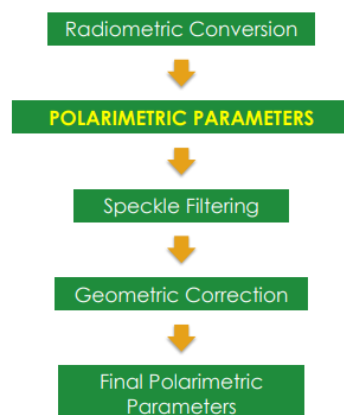 Radiometric Conversion
POLARIMETRIC PARAMETERS
Speckle Filtering
Geometric Correction
Final Polarimetric
Parameters